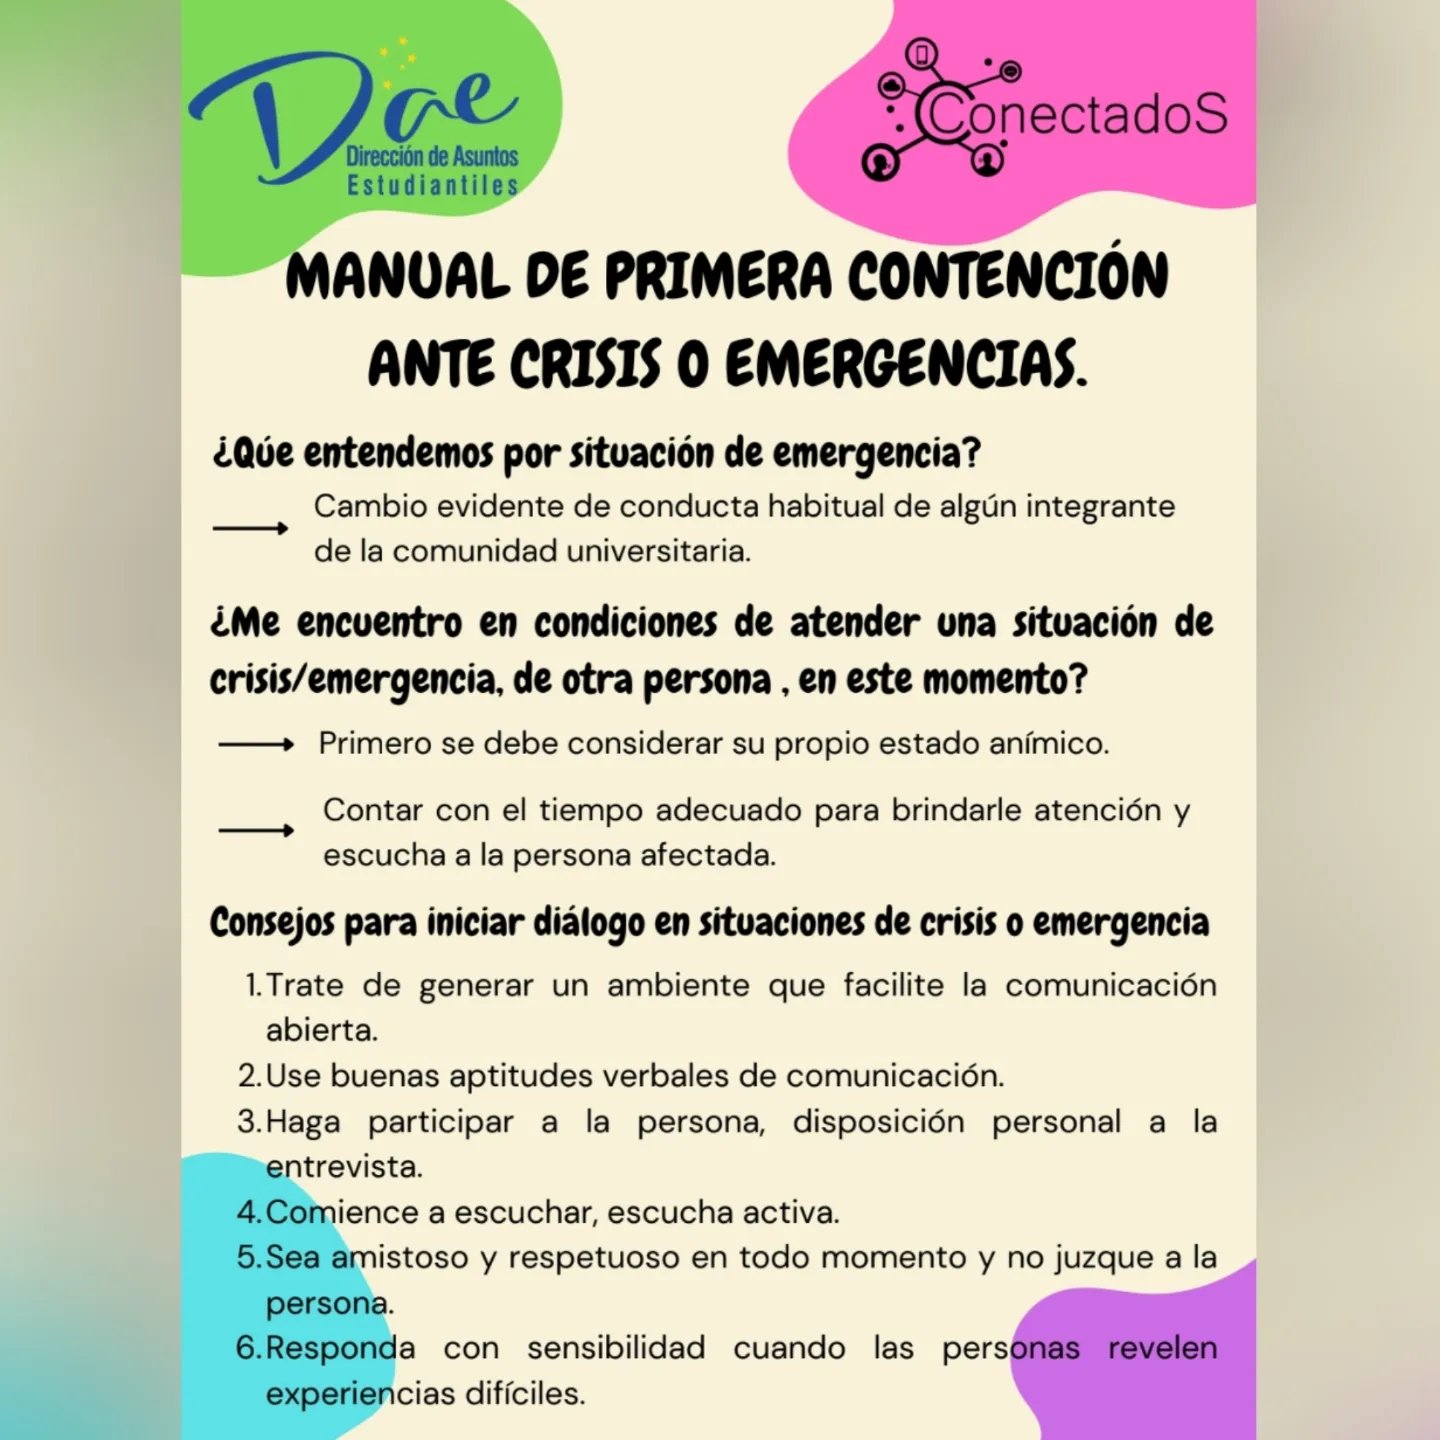 Dae
Dirección de Asuntos
Estudiantiles
ConectadoS
MANUAL DE PRIMERA CONTENCIÓN
ANTE CRISIS O EMERGENCIAS.
¿Qúe entendemos por situación de emergencia?
Cambio evidente de conducta habitual de algún integrante
de la comunidad universitaria.
¿Me encuentro en condiciones de atender una situación de
crisis/emergencia, de otra persona , en este momento?
Primero se debe considerar su propio estado anímico.
Contar con el tiempo adecuado para brindarle atención y
escucha a la persona afectada.
Consejos para iniciar diálogo en situaciones de crisis o emergencia
1. Trate de generar un ambiente que facilite la comunicación
abierta.
2. Use buenas aptitudes verbales de comunicación.
3. Haga participar a la persona, disposición personal a la
entrevista.
4. Comience a escuchar, escucha activa.
5. Sea amistoso y respetuoso en todo momento y no juzque a la
persona.
6. Responda con sensibilidad cuando las personas revelen
experiencias difíciles.